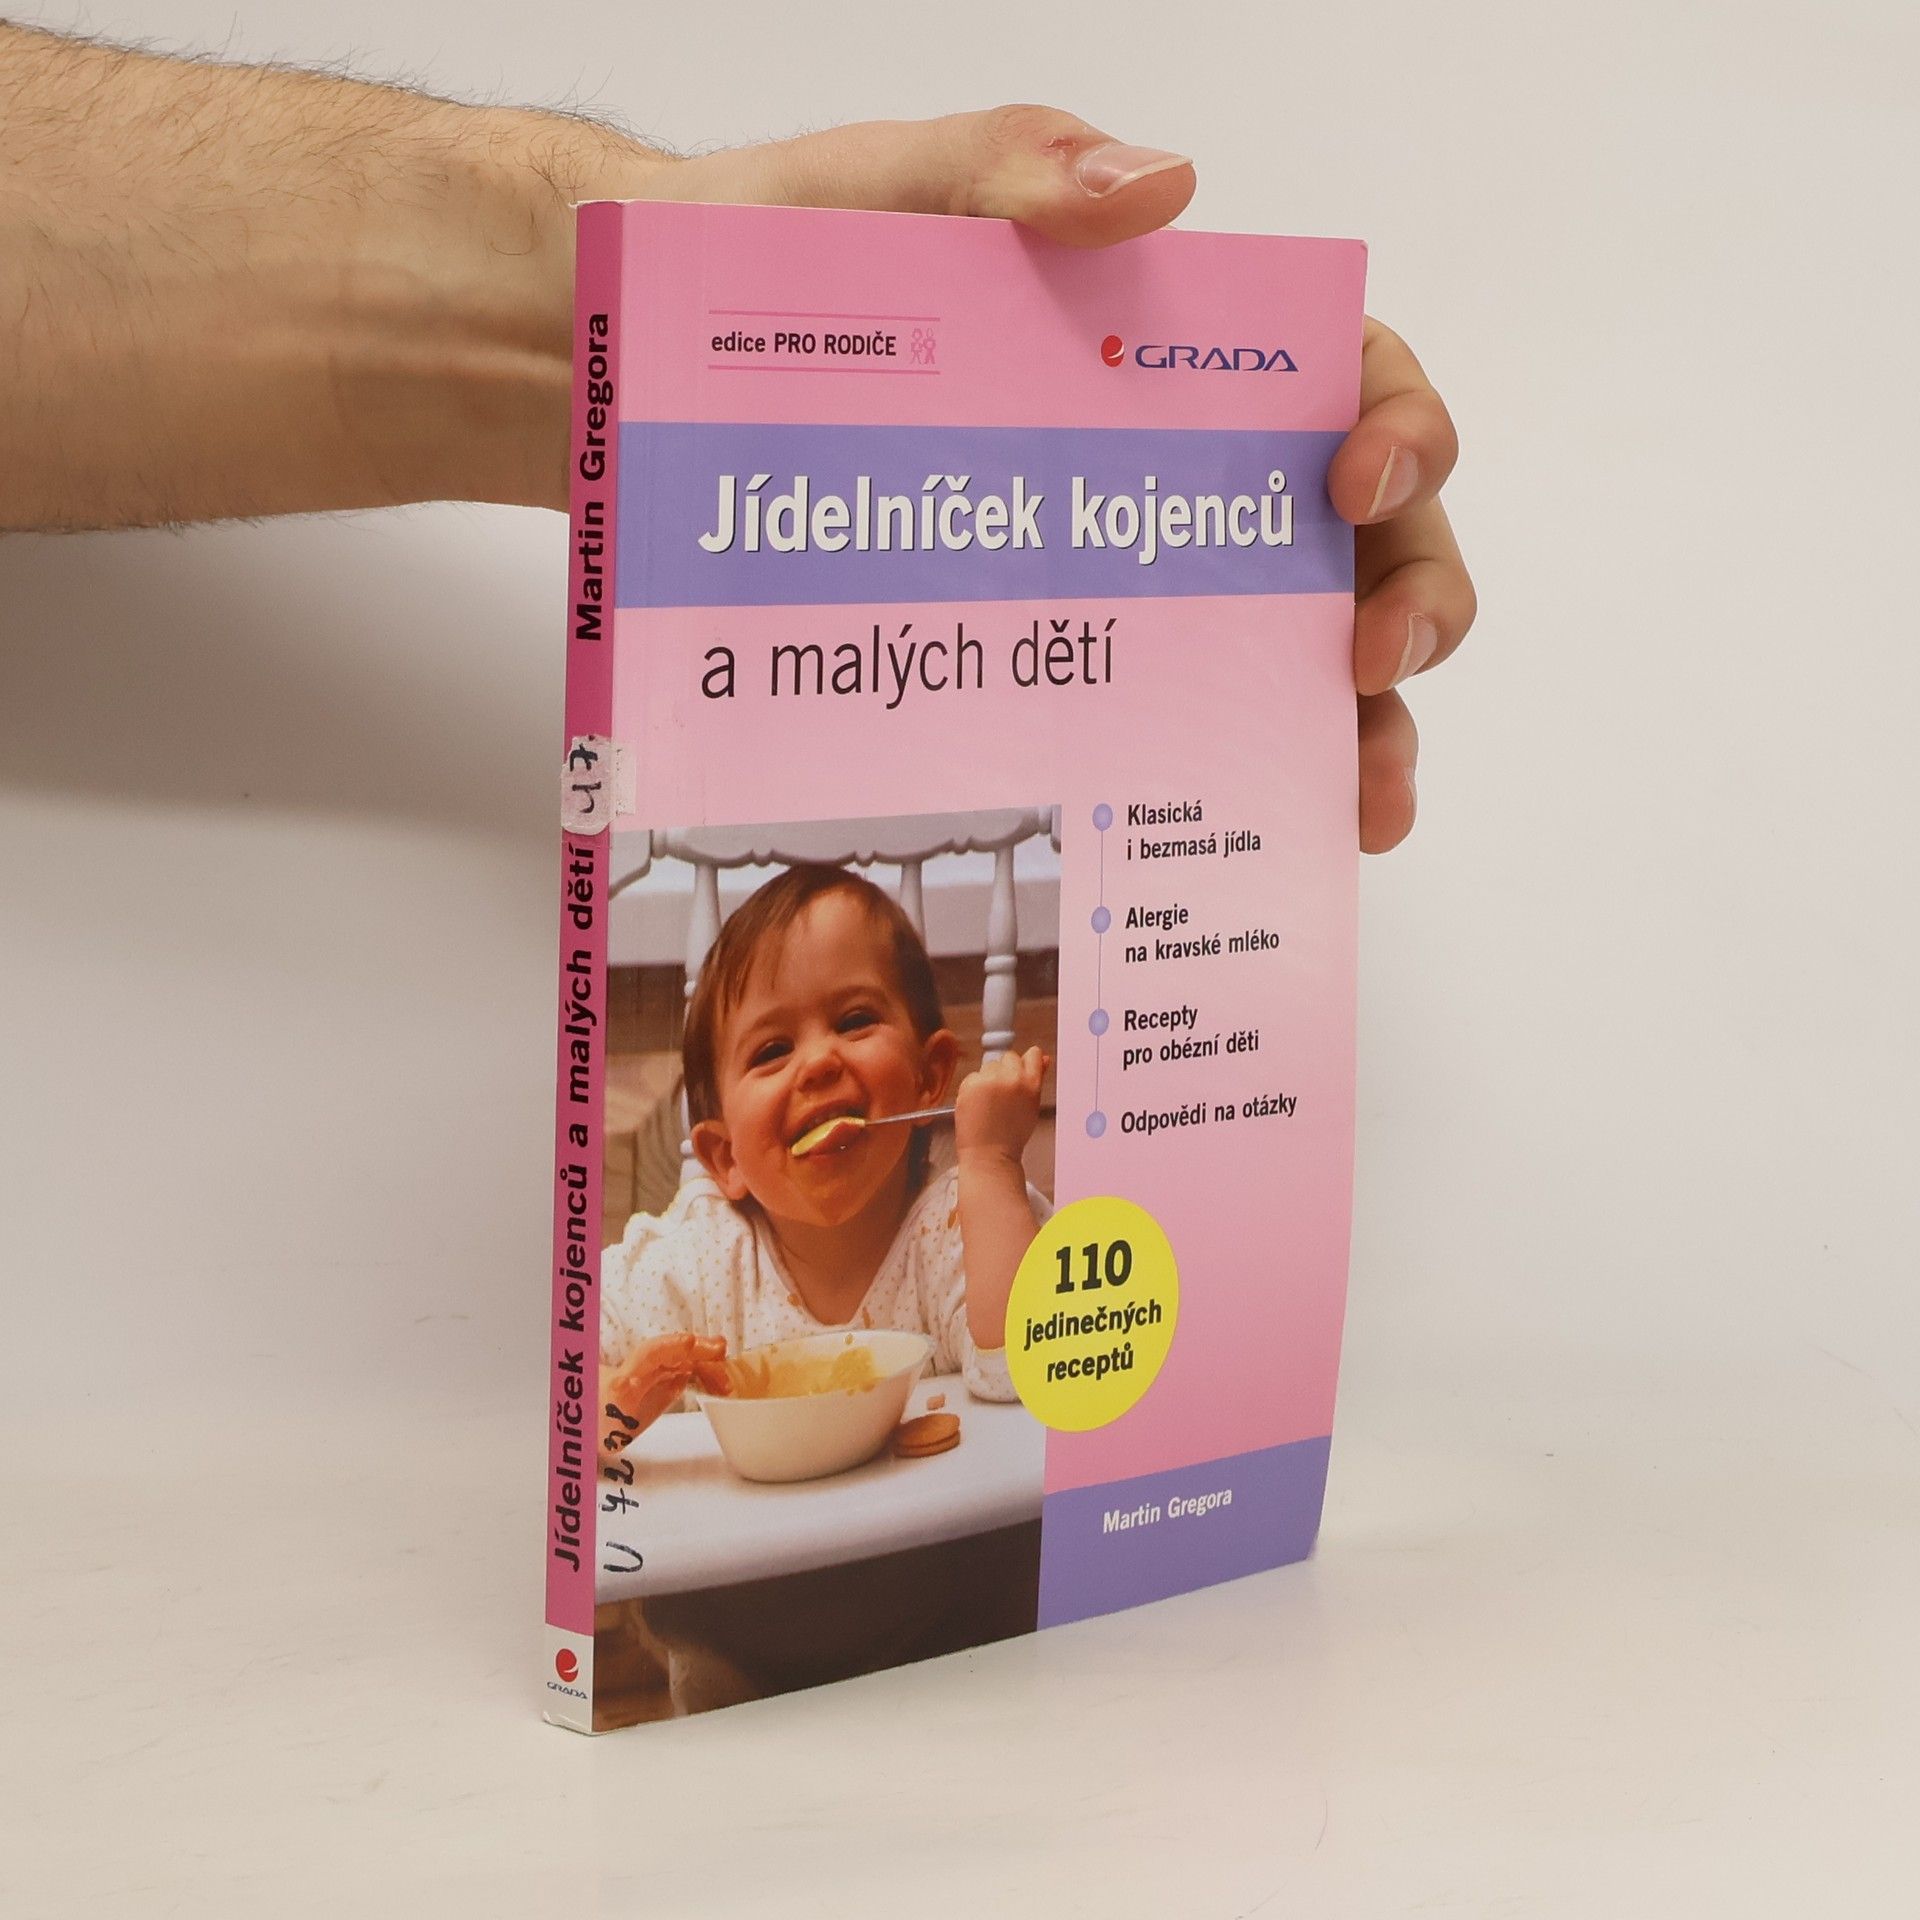 edice PRO RODIČE
GRADA
Jídelníček kojenců
a malých dětí
Klasická
i bezmasá jídla
Alergie
na kravské mléko
Recepty
pro obézní děti
Odpovědi na otázky
110
jedinečných
receptů
Martin Gregora
Jídelníček kojenců a malých dětí
Martin Gregora
GRADA